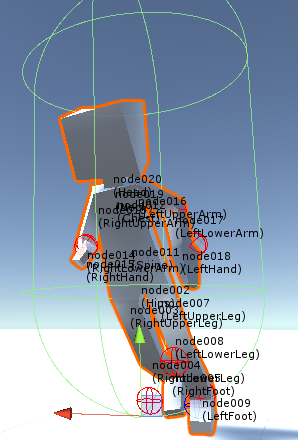 node020
(Head)
node019
node016
(LeftUpperArm)
node017
(RightUpperArm)
(LeftLowerArm)
node011
node014
node018
(RightLowerArm)
(LeftHand)
(RightHand)
node002
(Hips)
node007
node003
(LeftUpperLeg)
(RightUpperLeg)
node008
(LeftLowerLeg)
node004
(RightFoot)
node009
(LeftFoot)